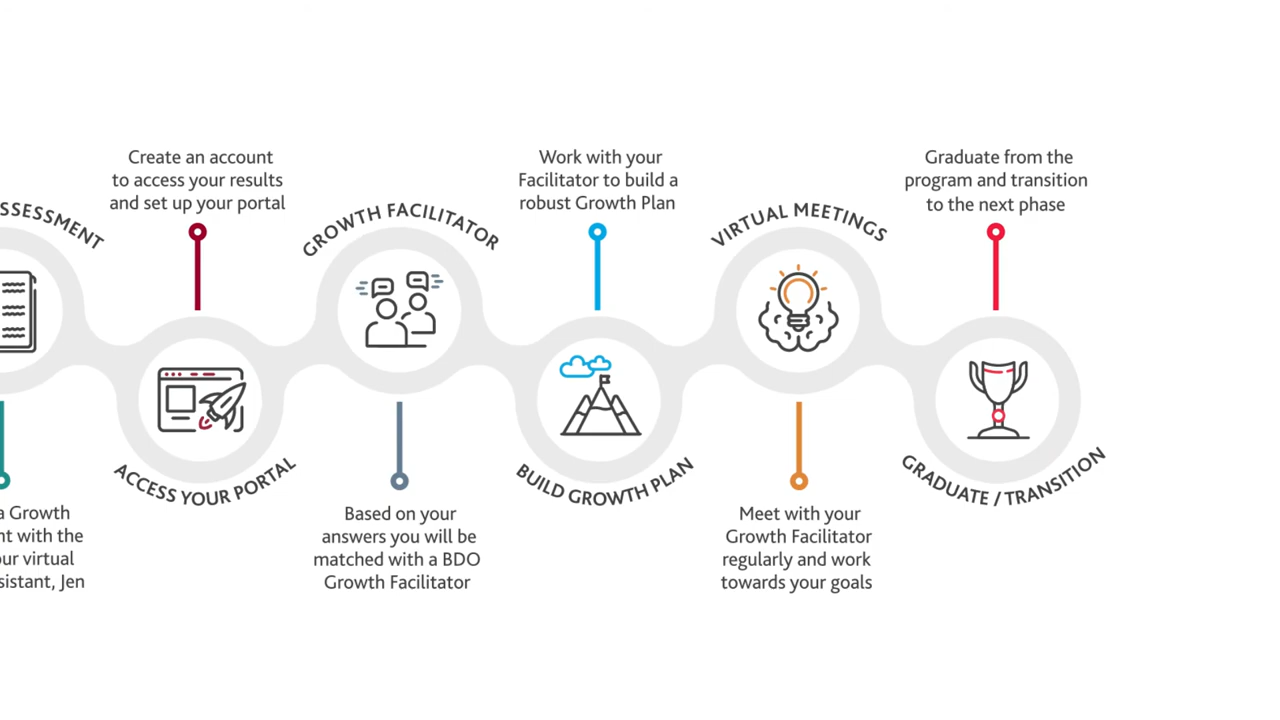 SSESSMENT
a Growth
nt with the
our virtual
sistant, Jen
Create an account
to access your results
and set up your portal
ACCESS YOUR PORTAL
GROWTH FACILITATOR
Based on your
answers you will be
matched with a BDO
Growth Facilitator
Work with your
Facilitator to build a
robust Growth Plan
BUILD GROWTH PLAN
VIRTUAL MEETINGS
Meet with your
Growth Facilitator
regularly and work
towards your goals
Graduate from the
program and transition
to the next phase
GRADUATE / TRANSITION